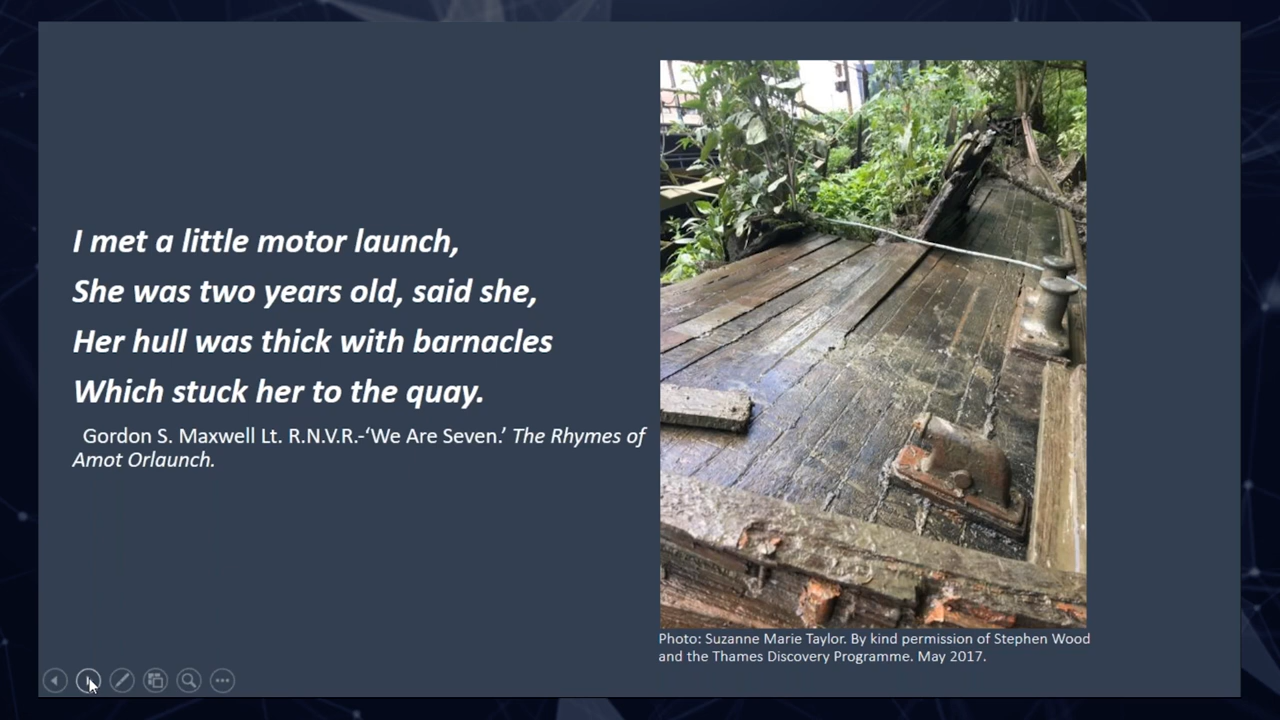 I met a little motor launch,
She was two years old, said she,
Her hull was thick with barnacles
Which stuck her to the quay.
Gordon S. Maxwell Lt. R.N.V.R.-‘We Are Seven.’ The Rhymes of
Amot Orlaunch.
Photo: Suzanne Marie Taylor. By kind permission of Stephen Wood
and the Thames Discovery Programme. May 2017.